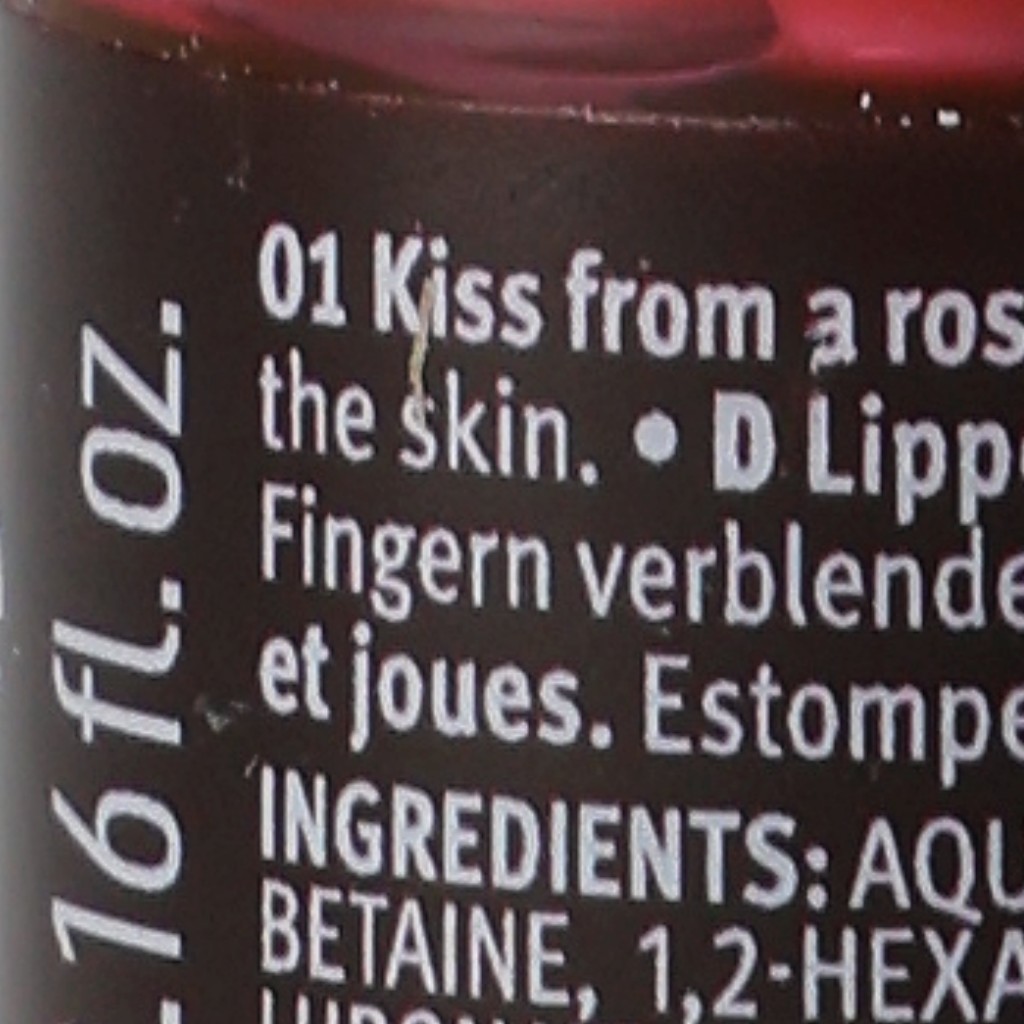 01 Kiss from a ros
the skin. • D Lipp
Fingern verblende
et joues. Estompe
INGREDIENTS: AQU
BETAINE, 1,2-HEXA
16 fl. oz.